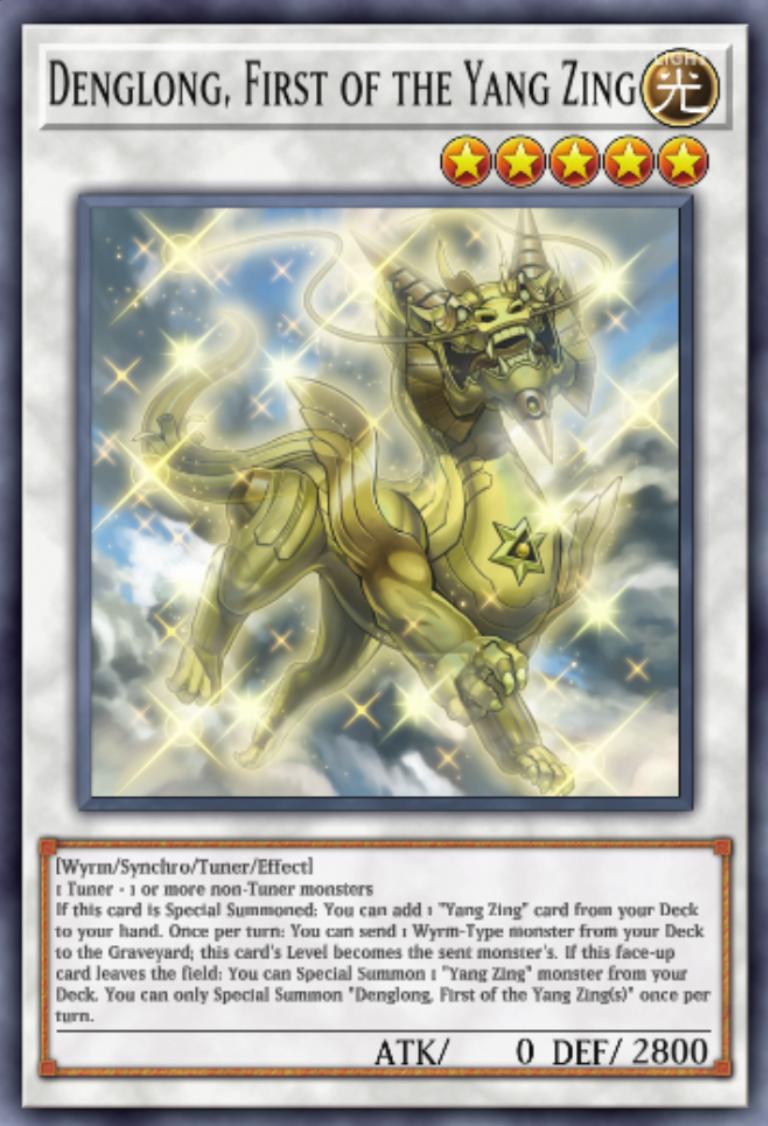 Denglong, First of the Yang Zing
LIGHT
光
[Wyrm/Synchro/Tuner/Effect]
1 Tuner - 1 or more non-Tuner monsters
If this card is Special Summoned: You can add 1 "Yang Zing" card from your Deck
to your hand. Once per turn: You can send 1 Wyrm-Type monster from your Deck
to the Graveyard; this card's Level becomes the sent monster's. If this face-up
card leaves the field: You can Special Summon 1 "Yang Zing" monster from your
Deck. You can only Special Summon "Denglong, First of the Yang Zing(s)" once per
turn.
ATK/ 0 DEF/ 2800